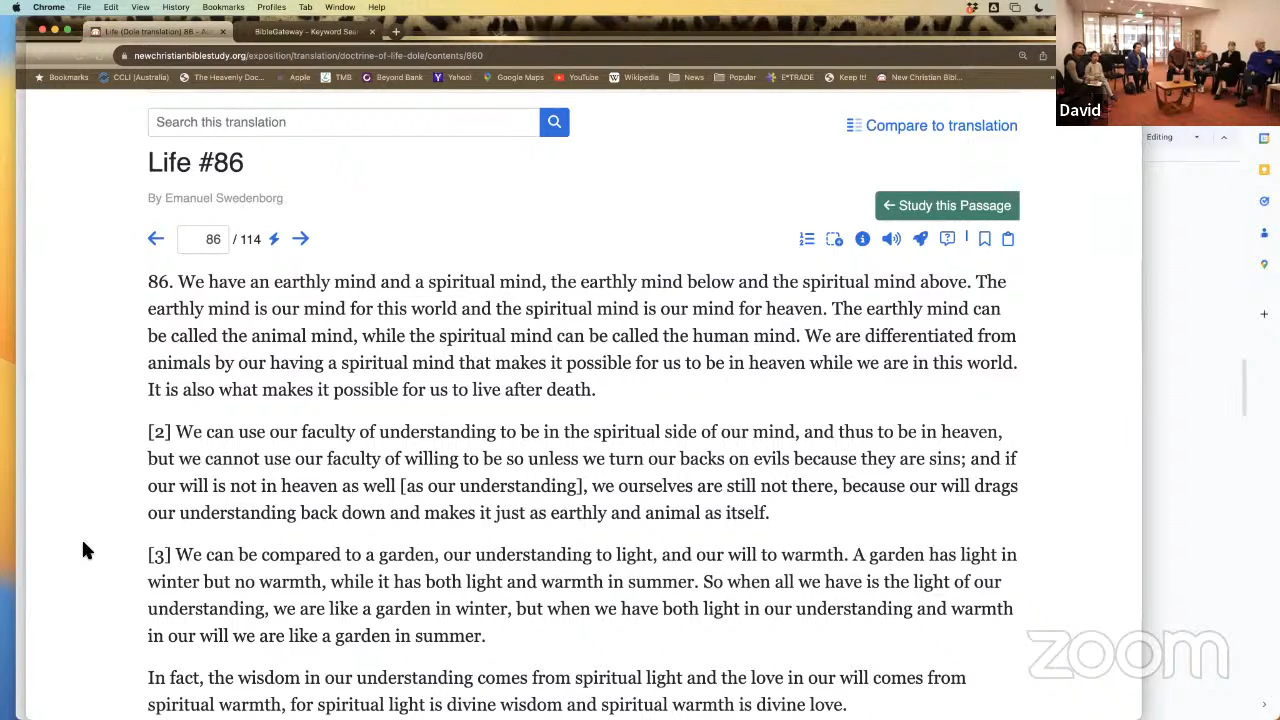 Chrome File Edit View History Bookmarks Profiles Tab Window Help
Life (Dole translation) 86 - A
BibleGateway - Keyword Sear
newchristianbiblestudy.org/exposition/translation/doctrine-of-life-dole/contents/860
Bookmarks CCLI (Australia) The Heavenly Doc... Apple TMB Beyond Bank Yahoo! Google Maps YouTube Wikipedia News Popular E*TRADE Keep It! New Christian Bibl...
David
Editing
Search this translation
Compare to translation
Life #86
By Emanuel Swedenborg
Study this Passage
86 / 114
86. We have an earthly mind and a spiritual mind, the earthly mind below and the spiritual mind above. The
earthly mind is our mind for this world and the spiritual mind is our mind for heaven. The earthly mind can
be called the animal mind, while the spiritual mind can be called the human mind. We are differentiated from
animals by our having a spiritual mind that makes it possible for us to be in heaven while we are in this world.
It is also what makes it possible for us to live after death.
[2] We can use our faculty of understanding to be in the spiritual side of our mind, and thus to be in heaven,
but we cannot use our faculty of willing to be so unless we turn our backs on evils because they are sins; and if
our will is not in heaven as well [as our understanding], we ourselves are still not there, because our will drags
our understanding back down and makes it just as earthly and animal as itself.
[3] We can be compared to a garden, our understanding to light, and our will to warmth. A garden has light in
winter but no warmth, while it has both light and warmth in summer. So when all we have is the light of our
understanding, we are like a garden in winter, but when we have both light in our understanding and warmth
in our will we are like a garden in summer.
In fact, the wisdom in our understanding comes from spiritual light and the love in our will comes from
spiritual warmth, for spiritual light is divine wisdom and spiritual warmth is divine love.
zoom